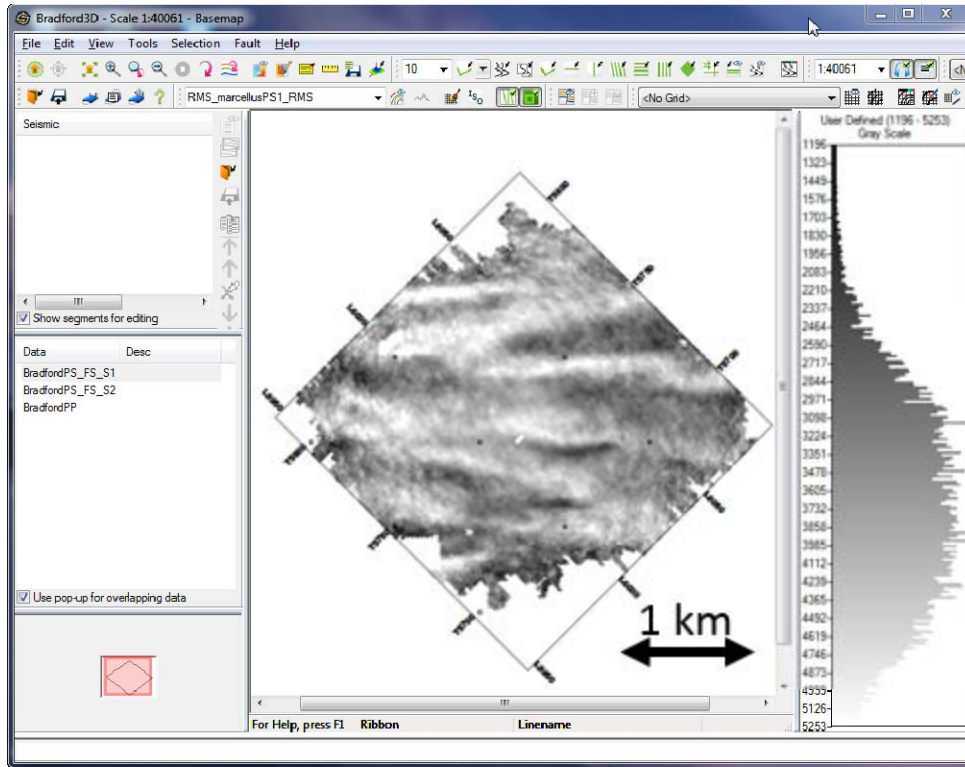 Bradford3D - Scale 1:40061 - Basemap
File Edit View Tools Selection Fault Help
10 1:40061
RMS_marcellusPS1_RMS <No Grid>
Seismic
Show segments for editing
Data Desc
BradfordPS_FS_S1
BradfordPS_FS_S2
BradfordPP
Use pop-up for overlapping data
1 km
For Help, press F1 Ribbon Linename
User Defined (1196 - 5253)
Gray Scale
1196
1323
1449
1576
1703
1830
1956
2083
2210
2337
2464
2590
2717
2844
2971
3098
3224
3351
3478
3605
3732
3858
3985
4112
4239
4365
4492
4619
4746
4873
5126
5253